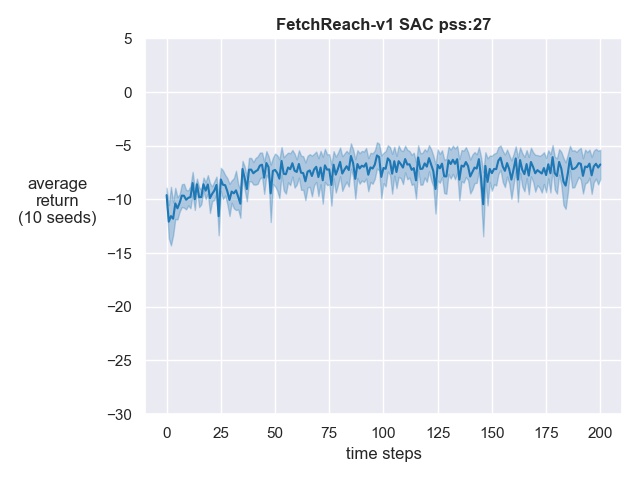 FetchReach-v1 SAC pss:27
5
0
−5
−10
−15
−20
−25
−30
average
return
(10 seeds)
0 25 50 75 100 125 150 175 200
time steps